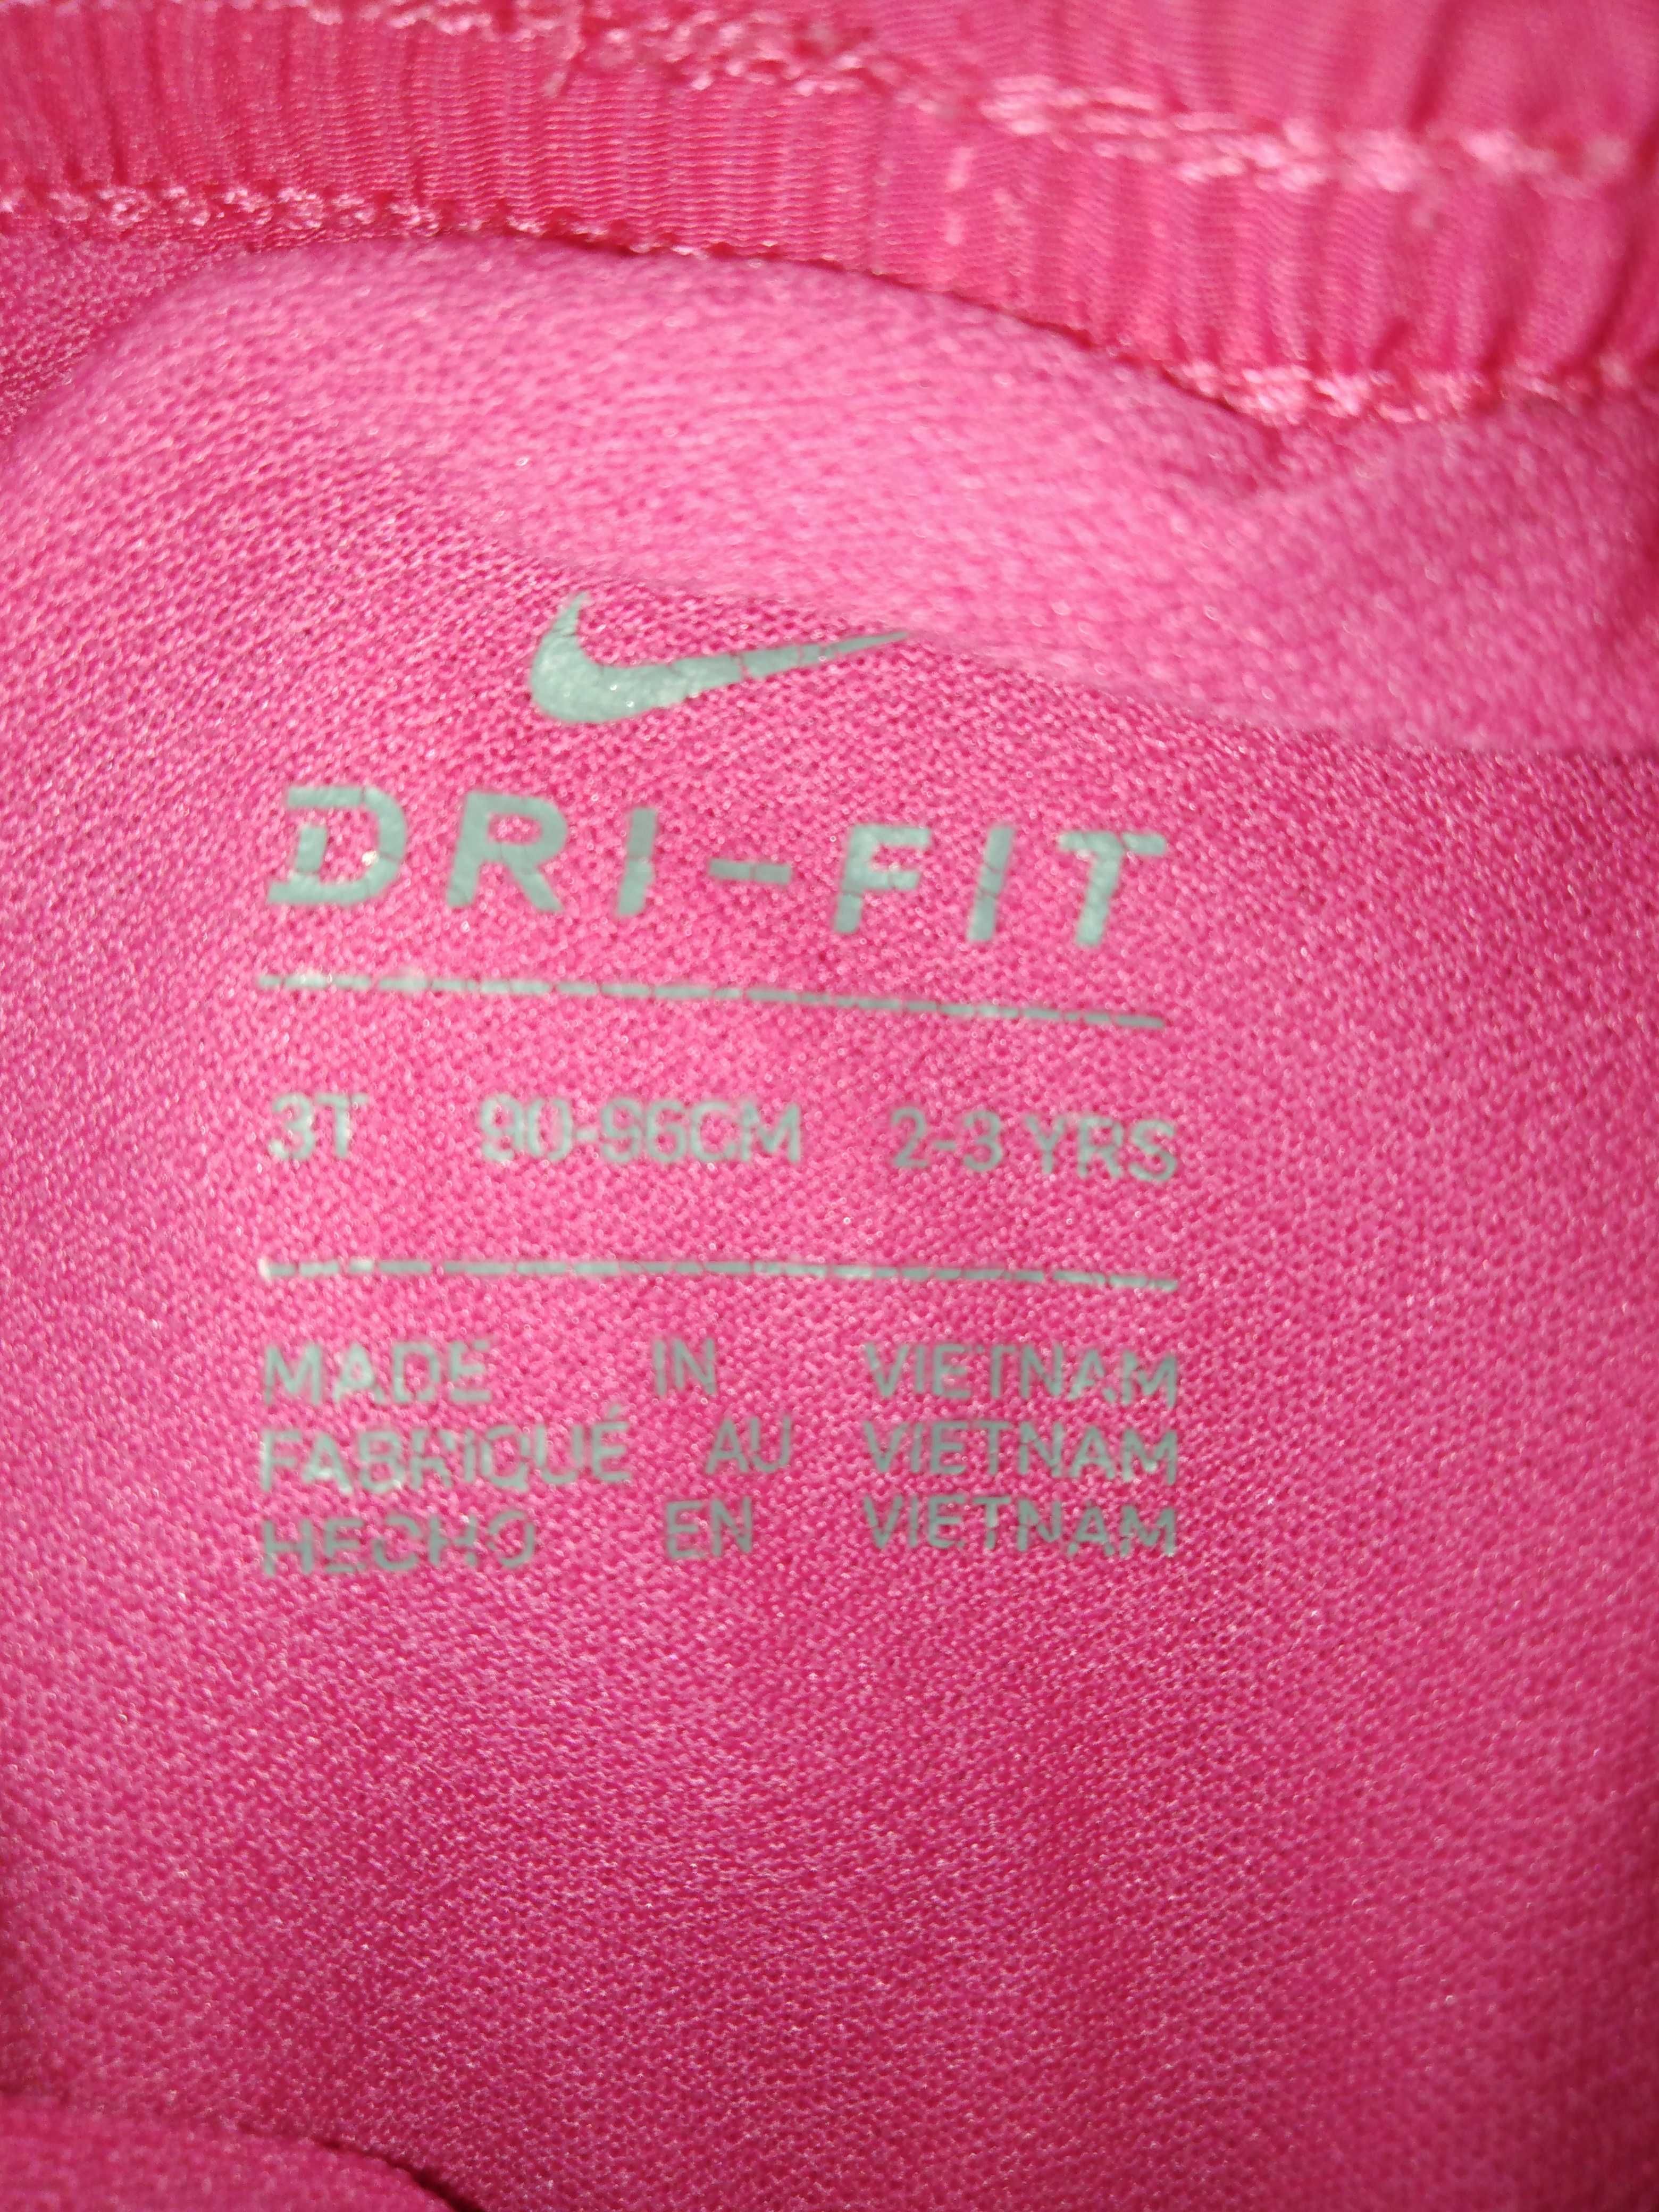 DRI-FIT
3T 90-96CM 2-3 YRS
MADE IN VIETNAM
FABRIQUÉ AU VIETNAM
HECHO EN VIETNAM